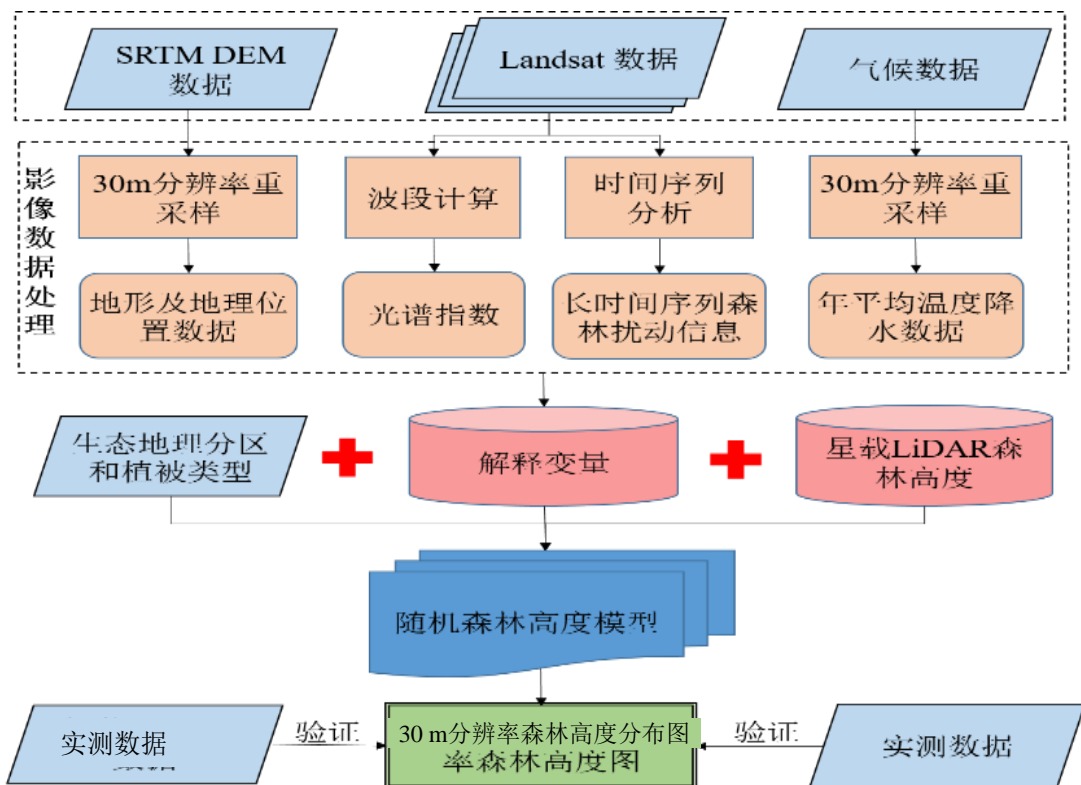 SRTM DEM
数据
Landsat 数据
气候数据
影像数据处理
30m分辨率重
采样
波段计算
时间序列
分析
30m分辨率重
采样
地形及地理位
置数据
光谱指数
长时间序列森
林扰动信息
年平均温度降
水数据
生态地理分区
和植被类型
解释变量
星载LiDAR森
林高度
随机森林高度模型
实测数据
验证
30 m分辨率森林高度分布图
率森林高度图
验证
实测数据